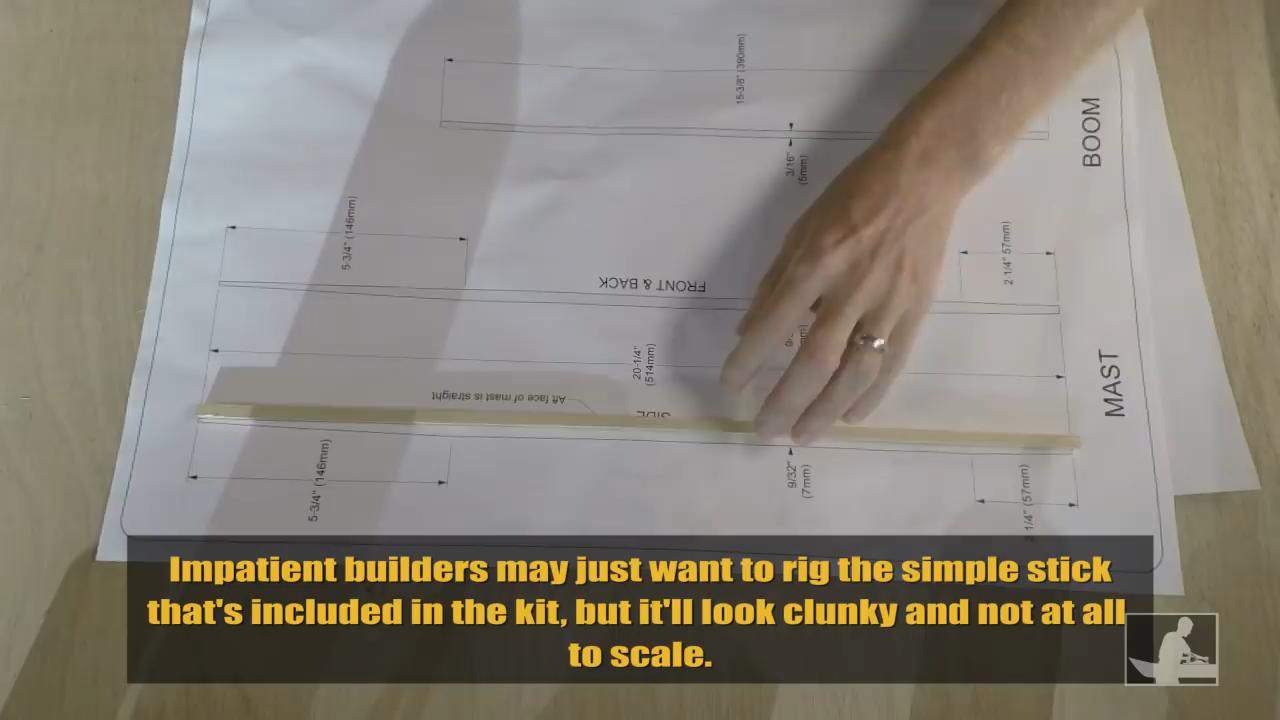 15-3/8" (390mm)
BOOM
3/16"
(5mm)
5-3/4" (146mm)
2 1/4" 57mm)
FRONT & BACK
20-1/4"
(514mm)
MAST
Aft face of mast is straight
SIDE
5-3/4" (146mm)
9/32"
(7mm)
1/4" (57mm)
Impatient builders may just want to rig the simple stick
that's included in the kit, but it'll look clunky and not at all
to scale.